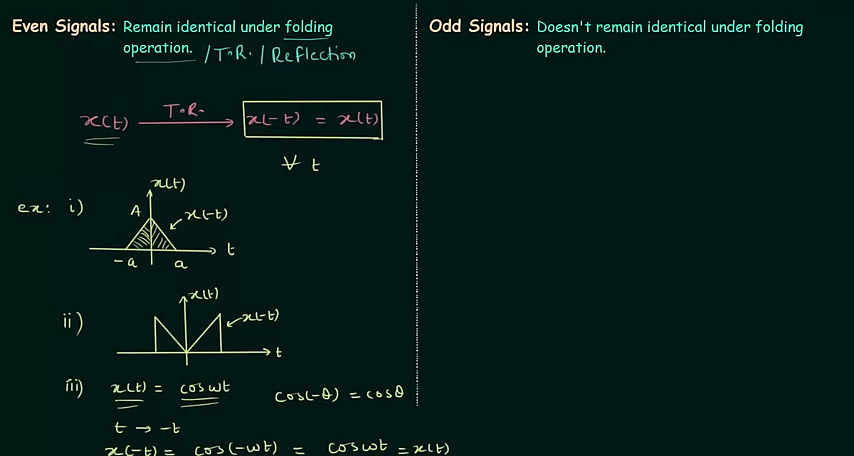 Even Signals: Remain identical under folding
operation. / T.R. / Reflection
x(t) T.R. x(-t) = x(t)
∀ t
ex: i)
x(t)
A
x(-t)
t
-a a
ii)
x(t)
x(-t)
t
iii) x(t) = cos ωt cos(-θ) = cosθ
t → -t
x(-t) = cos(-ωt) = cos ωt = x(t)
Odd Signals: Doesn't remain identical under folding
operation.